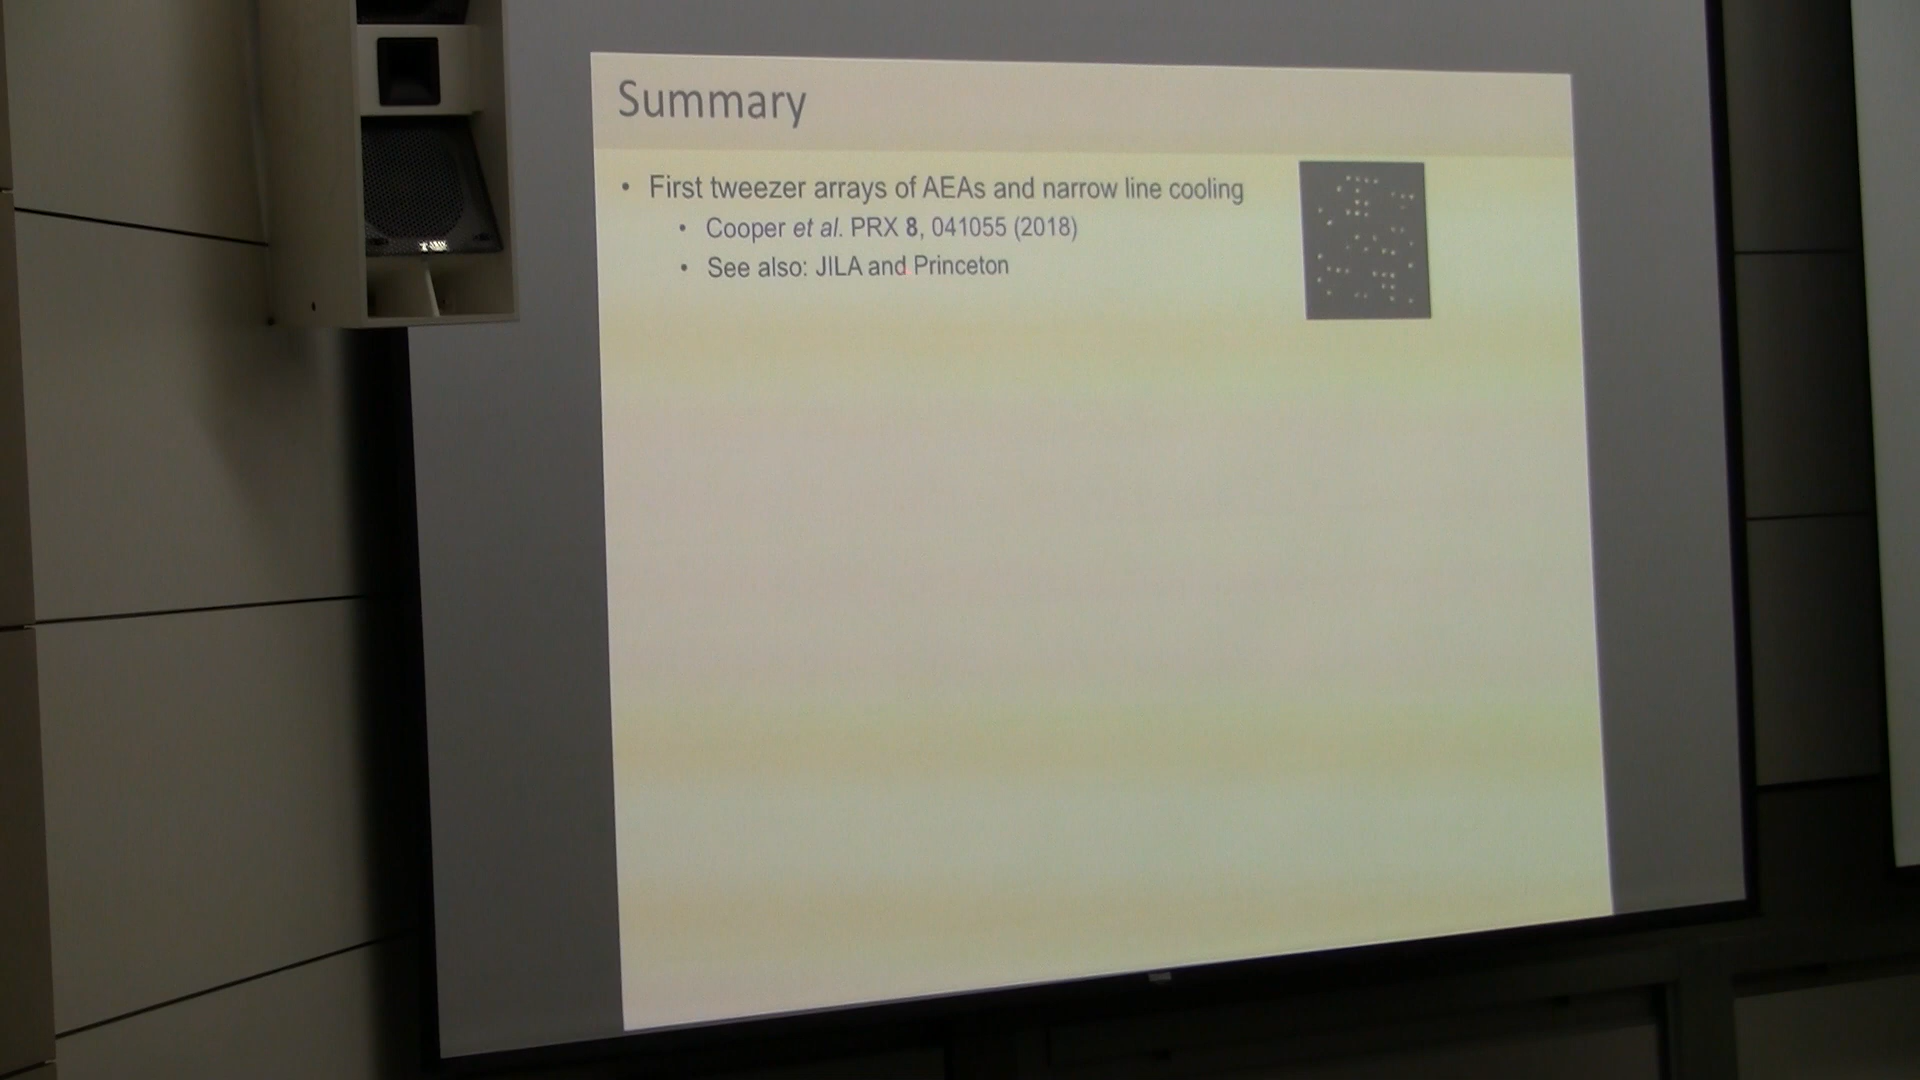 Summary
• First tweezer arrays of AEAs and narrow line cooling
• Cooper et al. PRX 8, 041055 (2018)
• See also: JILA and Princeton